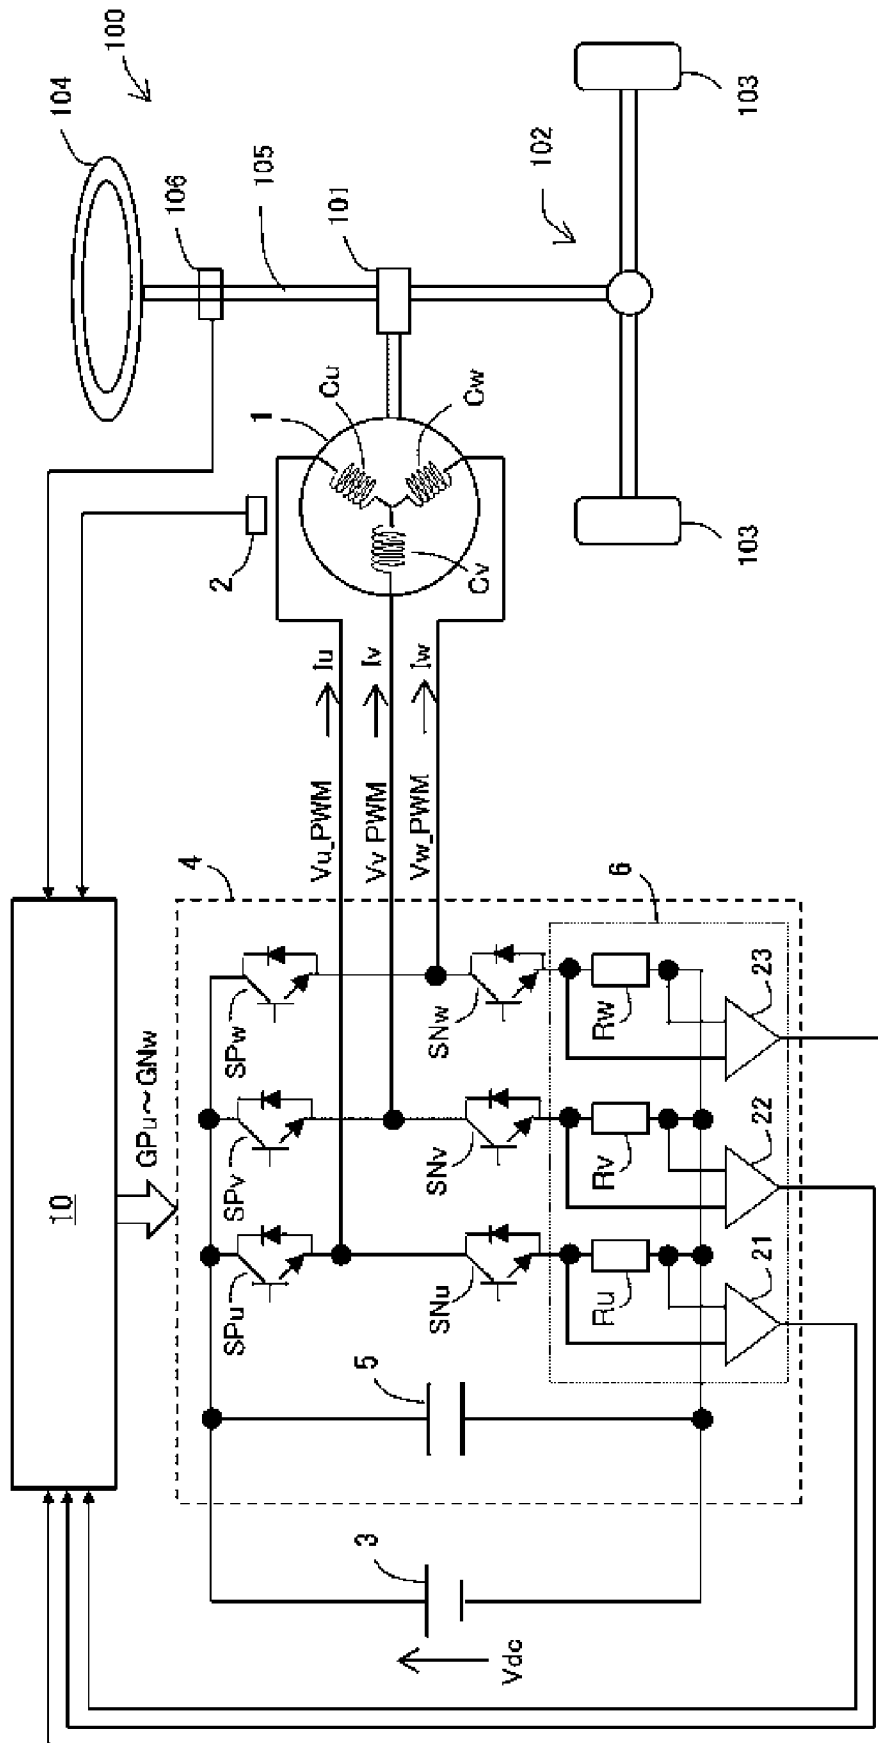 100
104
106
105
101
102
103
103
1
Cu
Cw
Cv
2
Iu
Iv
Iw
Vu_PWM
Vv PWM
Vw_PWM
4
6
10
GPu~GNw
SPu
SPv
SPw
SNu
SNv
SNw
Ru
Rv
Rw
21
22
23
5
3
Vdc